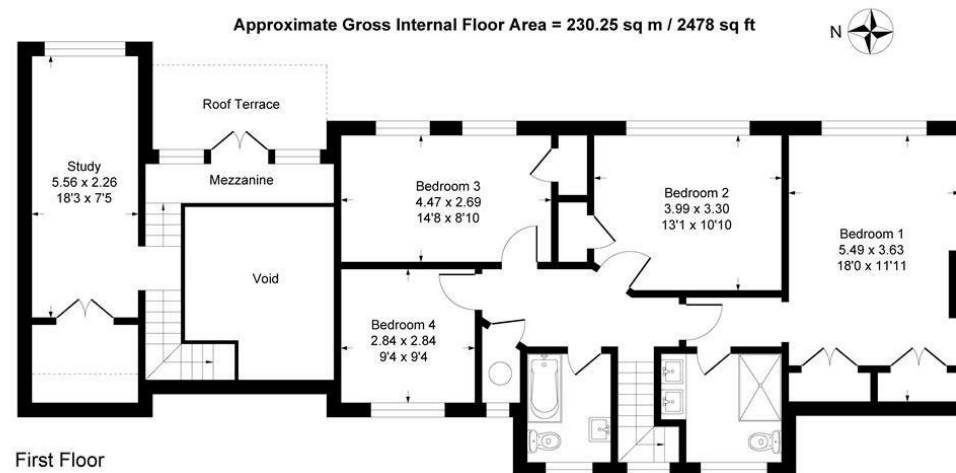 Approximate Gross Internal Floor Area = 230.25 sq m / 2478 sq ft
N
Roof Terrace
Mezzanine
Study
5.56 x 2.26
18'3 x 7'5
Void
Bedroom 3
4.47 x 2.69
14'8 x 8'10
Bedroom 2
3.99 x 3.30
13'1 x 10'10
Bedroom 1
5.49 x 3.63
18'0 x 11'11
Bedroom 4
2.84 x 2.84
9'4 x 9'4
First Floor